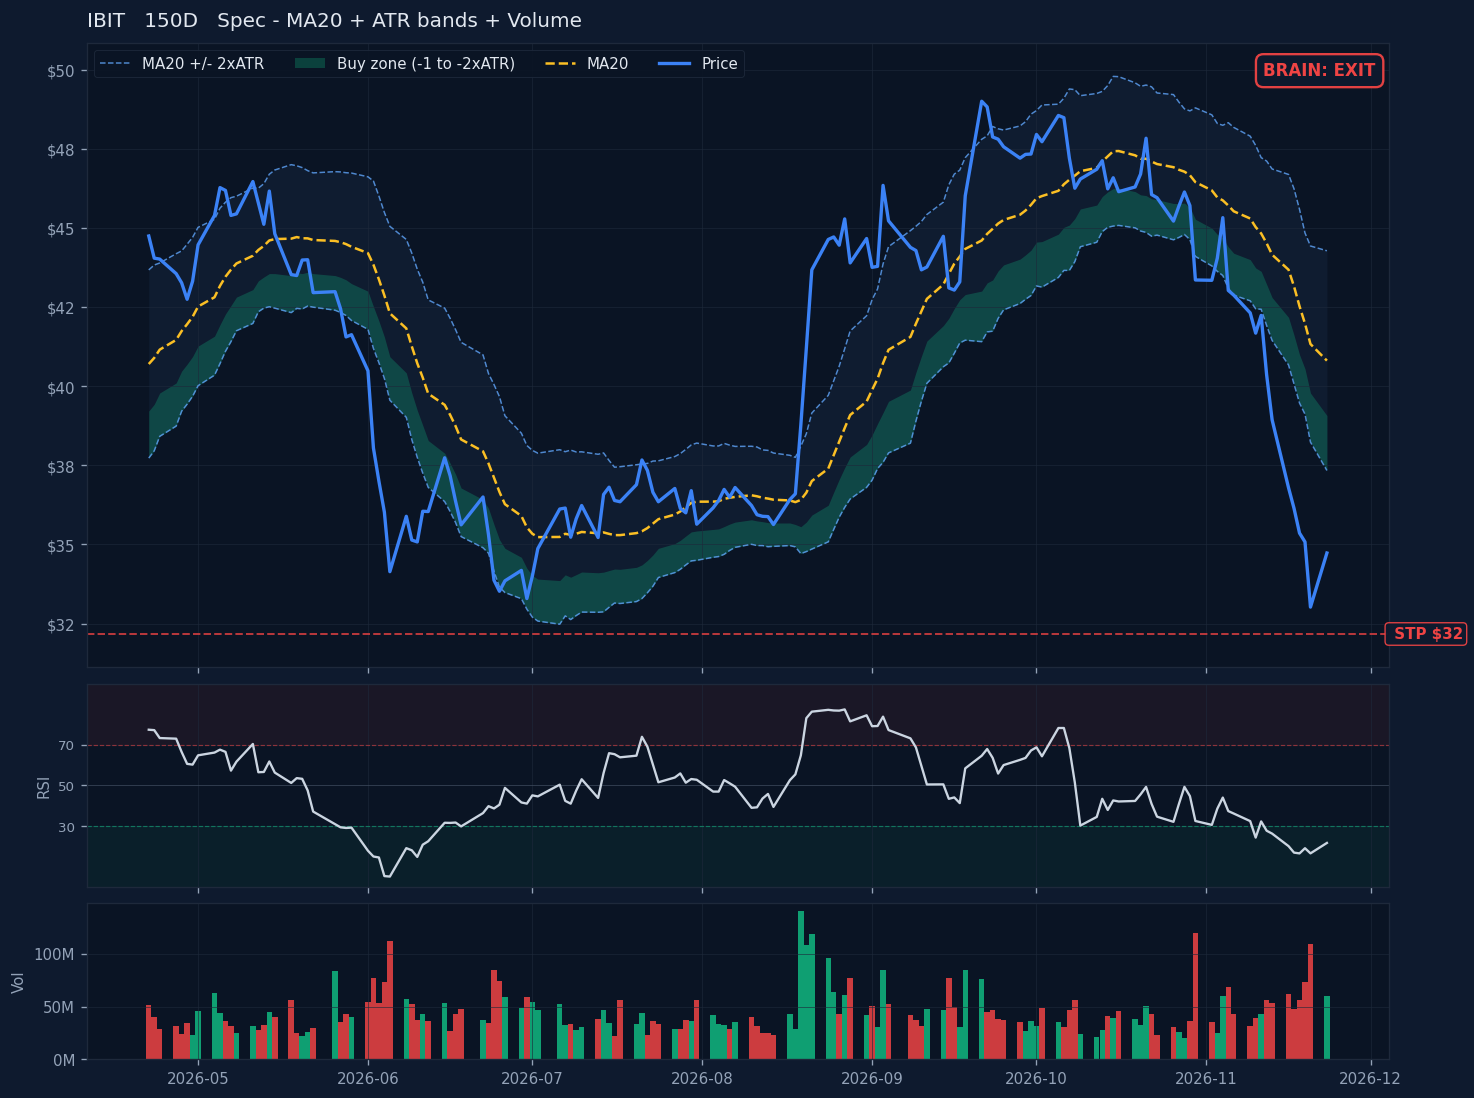 IBIT   150D   Spec - MA20 + ATR bands + Volume
MA20 +/- 2xATR   Buy zone (-1 to -2xATR)   MA20   Price
BRAIN: EXIT
$50
$48
$45
$42
$40
$38
$35
$32
STP $32
RSI
70
50
30
Vol
100M
50M
0M
2026-05   2026-06   2026-07   2026-08   2026-09   2026-10   2026-11   2026-12